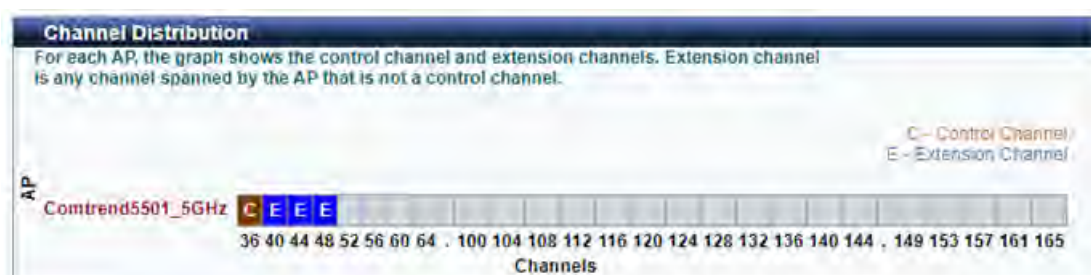 Channel Distribution
For each AP, the graph shows the control channel and extension channels. Extension channel
is any channel spanned by the AP that is not a control channel.
C - Control Channel
E - Extension Channel
AP
Comtrend5501_5GHz C E E E
36 40 44 48 52 56 60 64 . 100 104 108 112 116 120 124 128 132 136 140 144 . 149 153 157 161 165
Channels